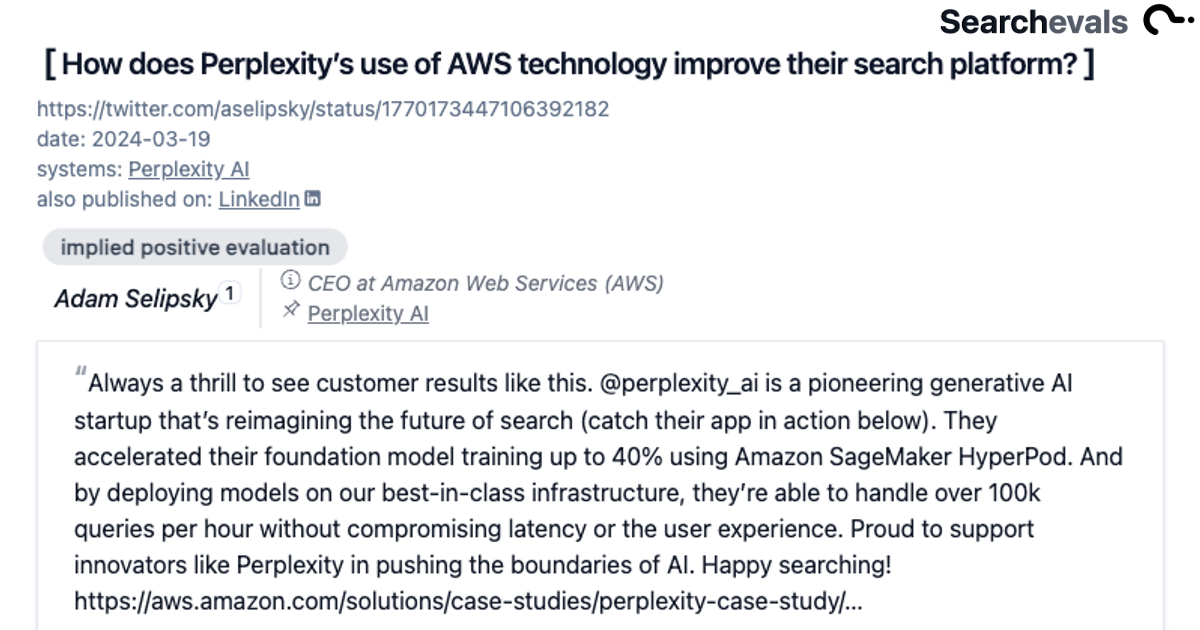 Searchevals
[ How does Perplexity’s use of AWS technology improve their search platform? ]
https://twitter.com/aselipsky/status/1770173447106392182
date: 2024-03-19
systems: Perplexity AI
also published on: LinkedIn in
implied positive evaluation
Adam Selipsky 1
CEO at Amazon Web Services (AWS)
Perplexity AI
“Always a thrill to see customer results like this. @perplexity_ai is a pioneering generative AI
startup that’s reimagining the future of search (catch their app in action below). They
accelerated their foundation model training up to 40% using Amazon SageMaker HyperPod. And
by deploying models on our best-in-class infrastructure, they’re able to handle over 100k
queries per hour without compromising latency or the user experience. Proud to support
innovators like Perplexity in pushing the boundaries of AI. Happy searching!
https://aws.amazon.com/solutions/case-studies/perplexity-case-study/...